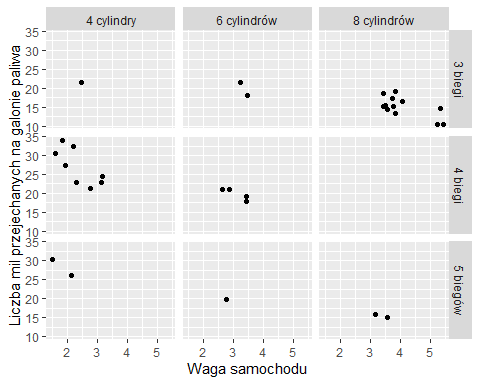 4 cylindry 6 cylindrów 8 cylindrów
Liczba mil przejechanych na galonie paliwa
35
30
25
20
15
10
3 biegi
35
30
25
20
15
10
4 biegi
35
30
25
20
15
10
5 biegów
2 3 4 5 2 3 4 5 2 3 4 5
Waga samochodu